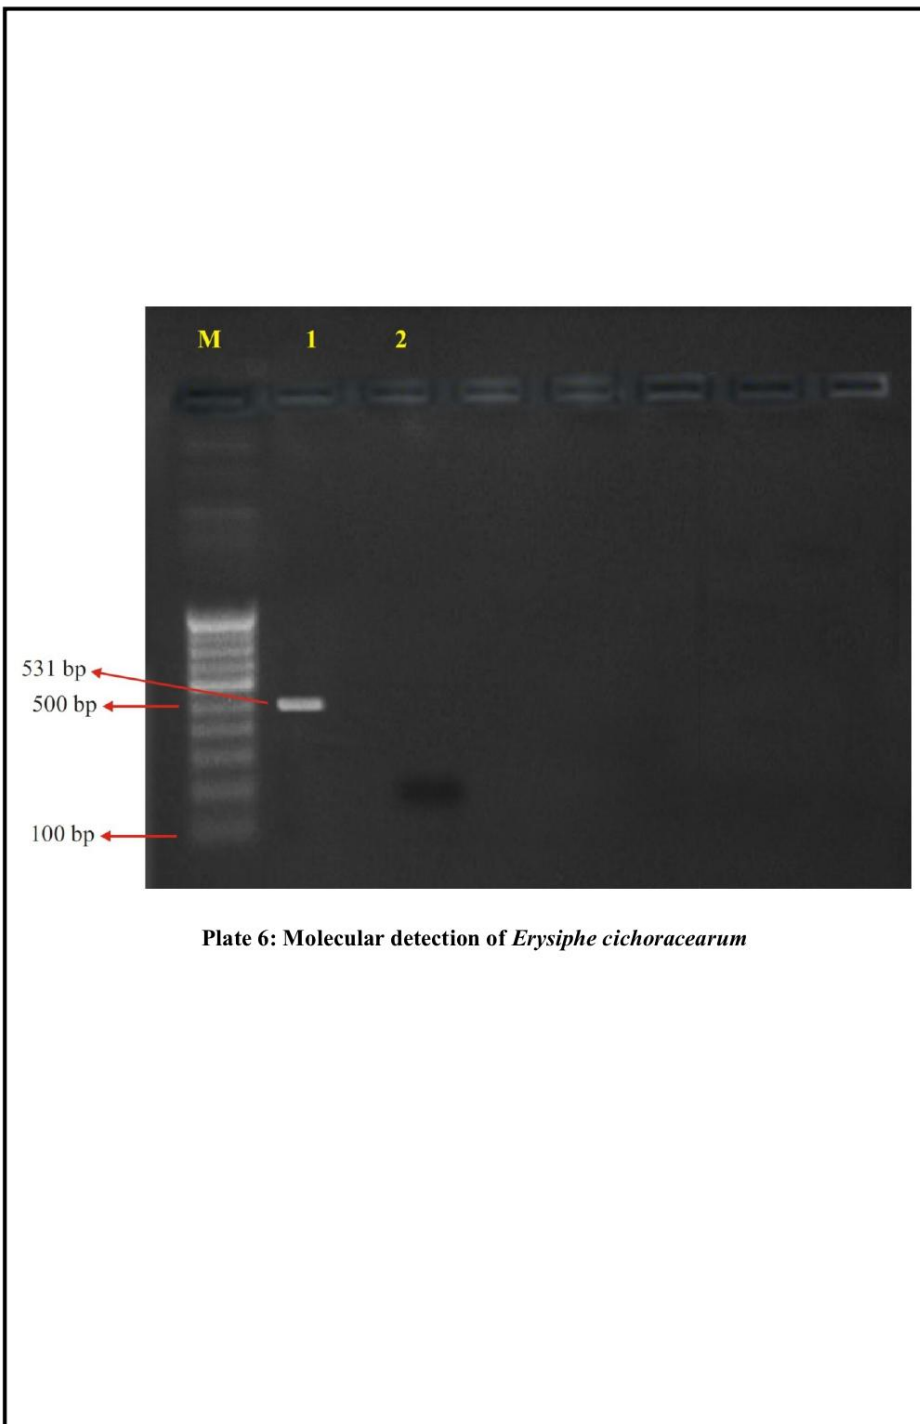 M 1 2
531 bp
500 bp
100 bp
Plate 6: Molecular detection of Erysiphe cichoracearum